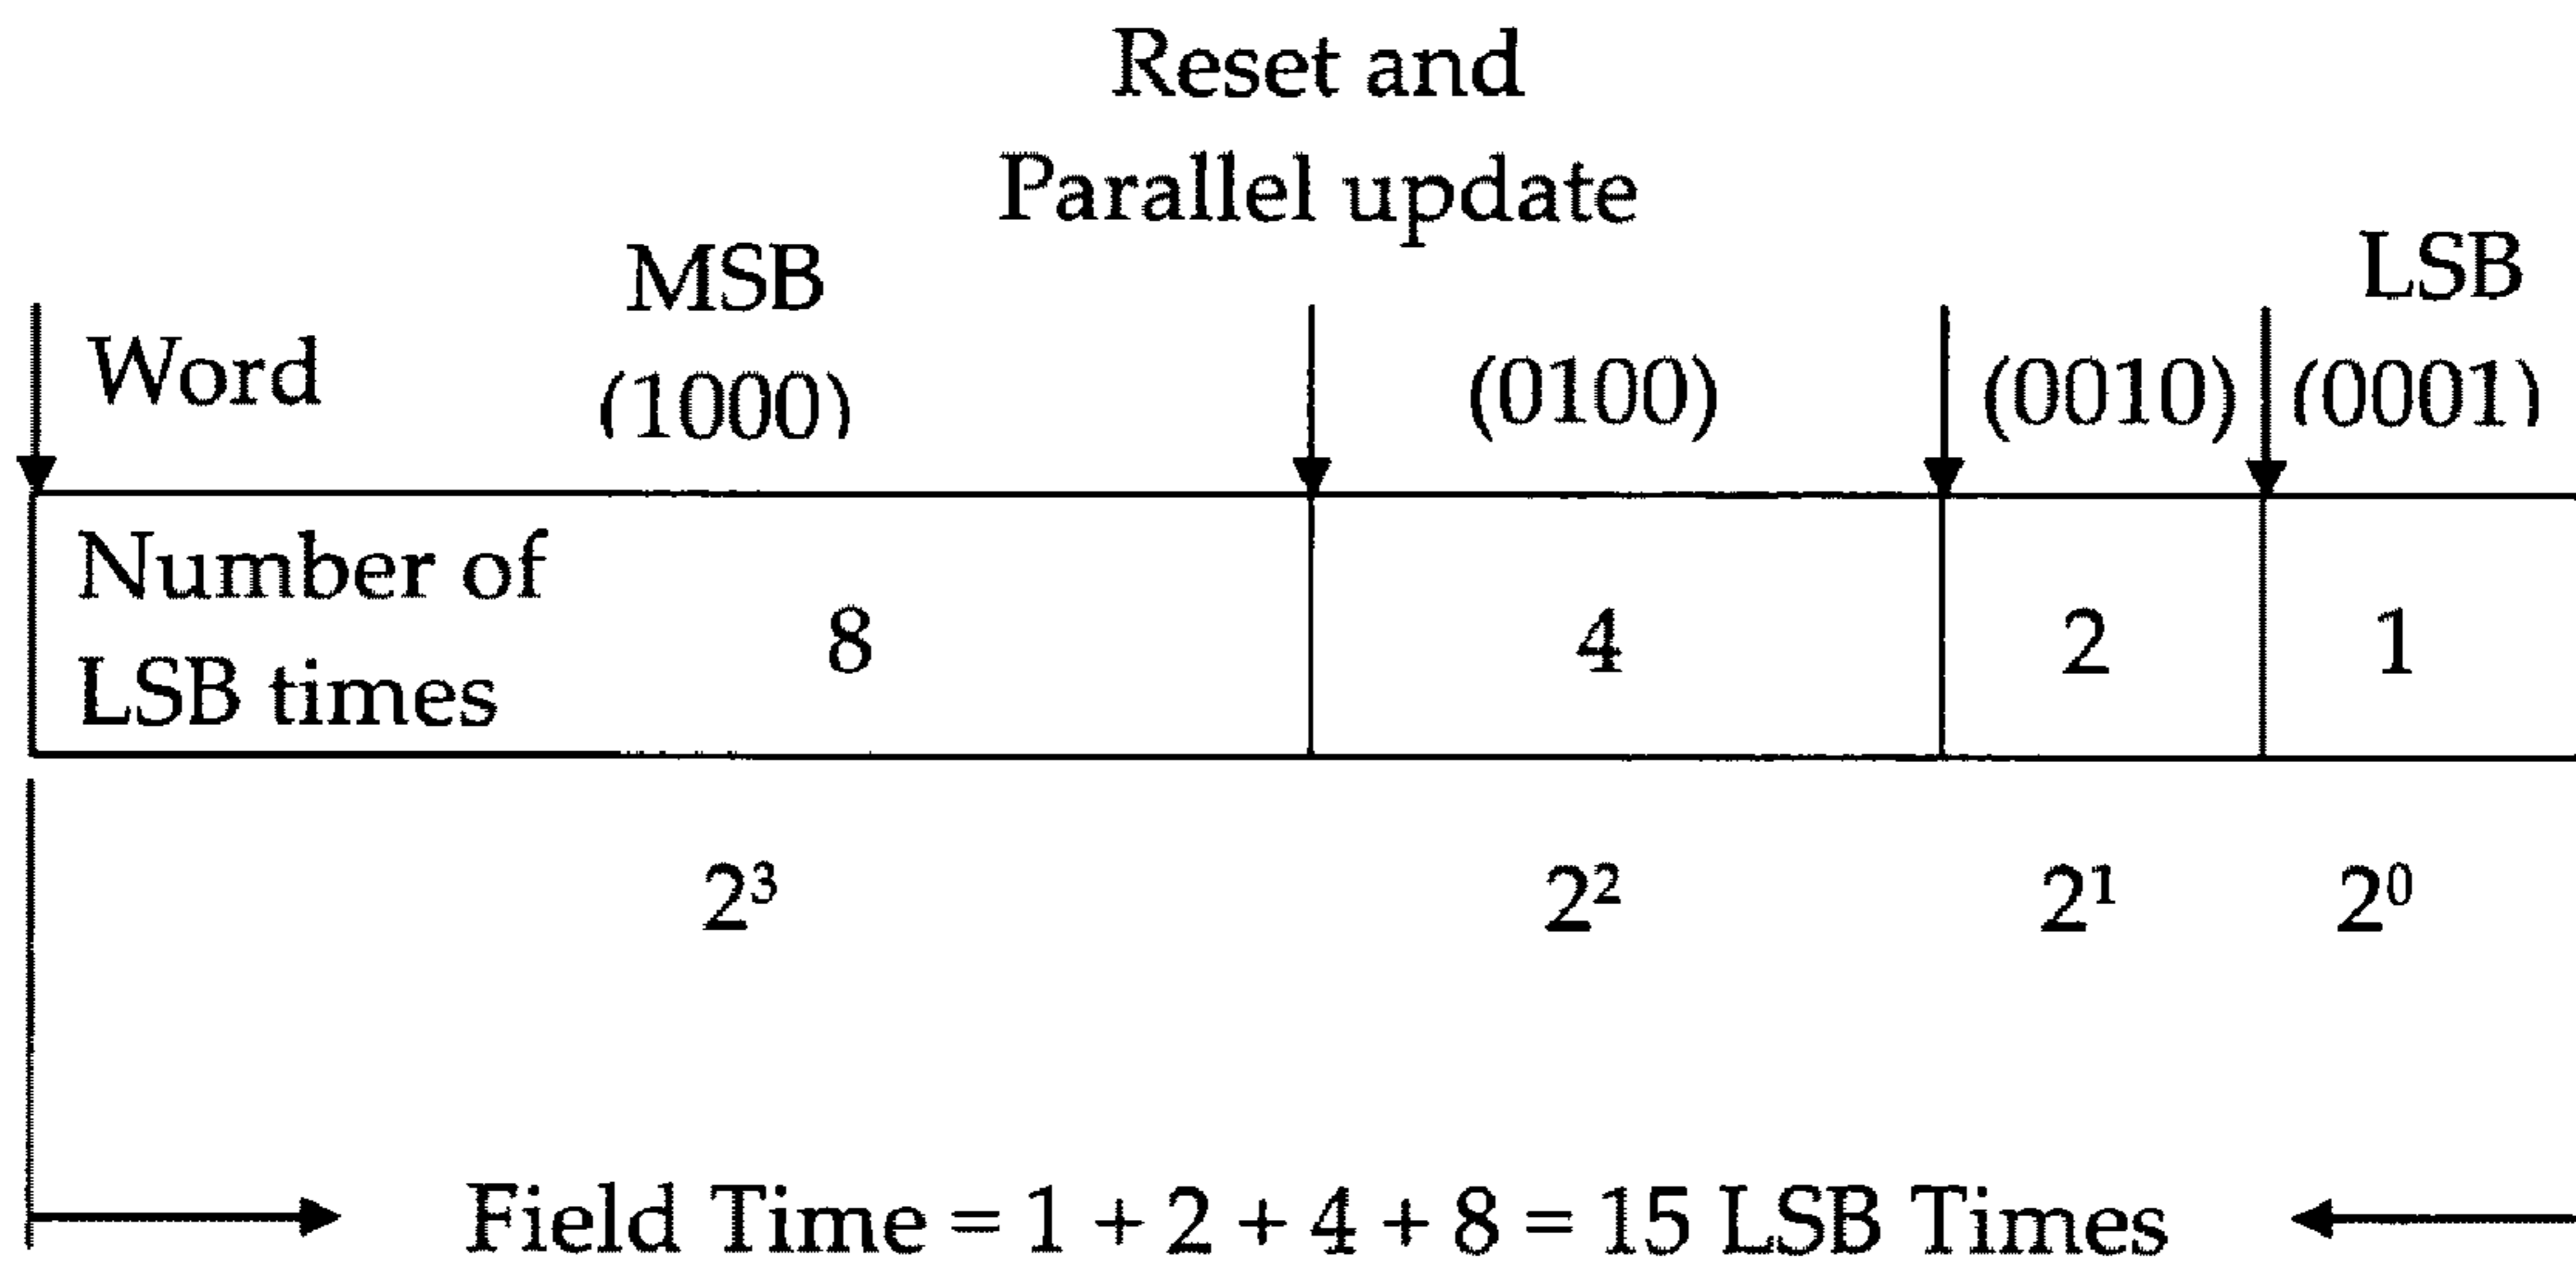 Reset and
Parallel update
MSB
LSB
Word
(1000)
(0100)
(0010)
(0001)
Number of
LSB times
8
4
2
1
2³
2²
2¹
2⁰
Field Time = 1 + 2 + 4 + 8 = 15 LSB Times